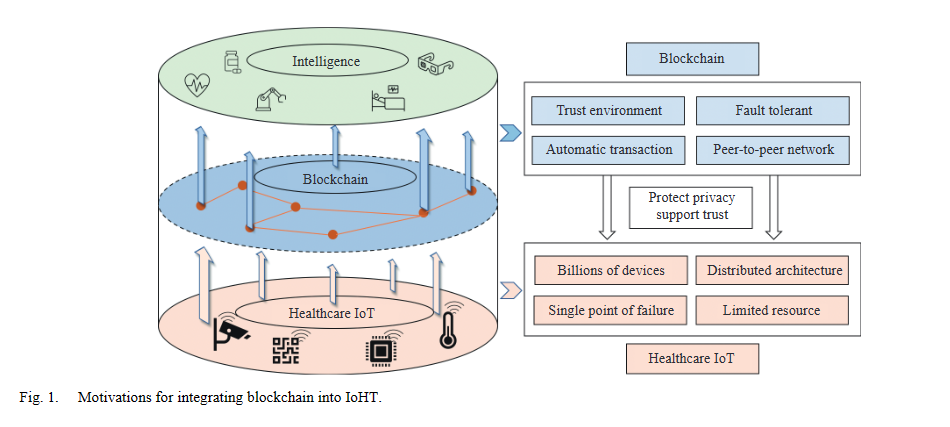 Intelligence
Blockchain
Healthcare IoT
Blockchain
Trust environment
Fault tolerant
Automatic transaction
Peer-to-peer network
Protect privacy
support trust
Billions of devices
Distributed architecture
Single point of failure
Limited resource
Healthcare IoT
Fig. 1. Motivations for integrating blockchain into IoHT.